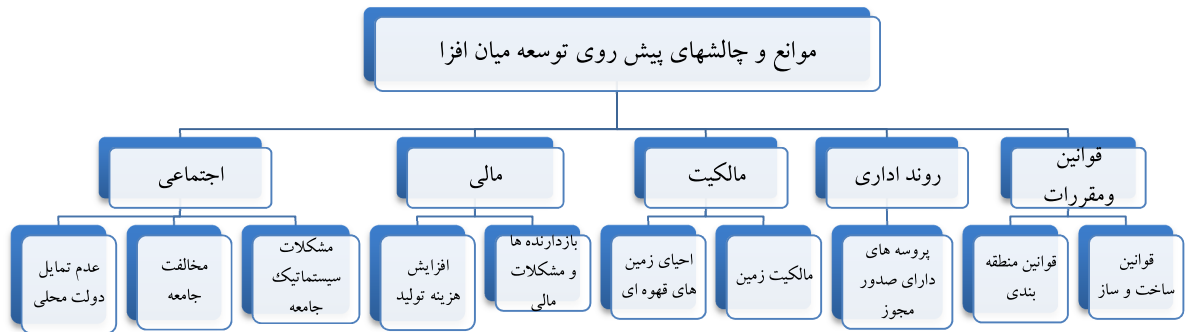 موانع و چالشهای پیش روی توسعه میان افزا
قوانین
ومقررات
روند اداری
مالکیت
مالی
اجتماعی
قوانین
ساخت و ساز
قوانین منطقه
بندی
پروسه های
دارای صدور
مجوز
مالکیت زمین
احیای زمین
های قهوه ای
بازدارنده ها
و مشکلات
مالی
افزایش
هزینه تولید
مشکلات
سیستماتیک
جامعه
مخالفت
جامعه
عدم تمایل
دولت محلی